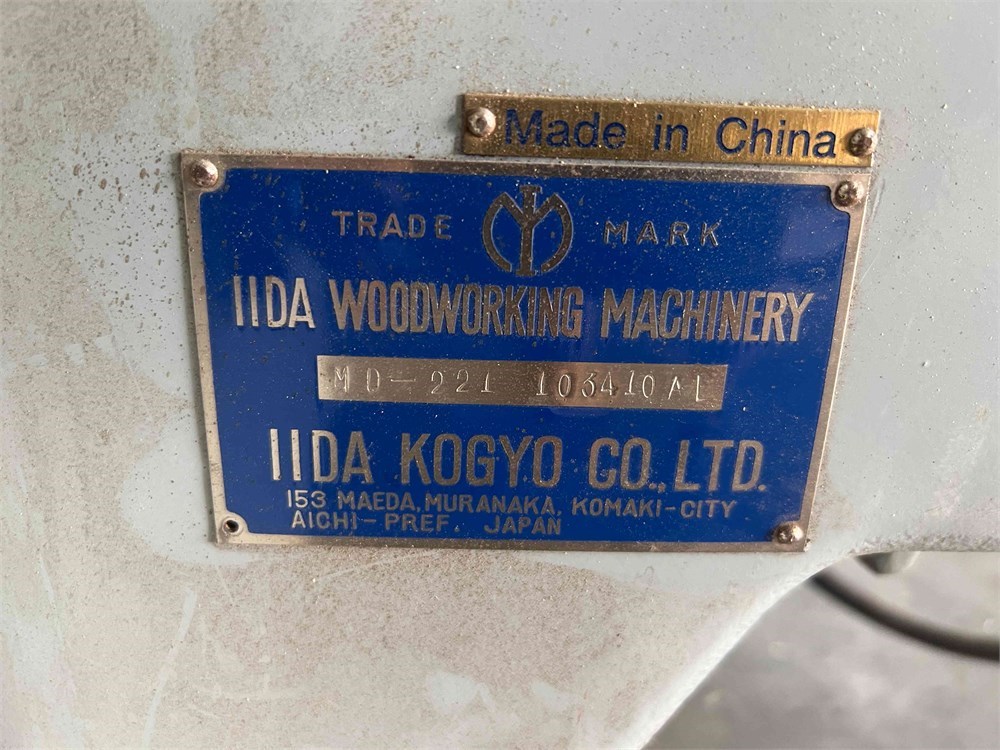 Made in China
TRADE MARK
IIDA WOODWORKING MACHINERY
MD-221 103410AL
IIDA KOGYO CO., LTD.
153 MAEDA, MURANAKA, KOMAKI-CITY
AICHI-PREF. JAPAN